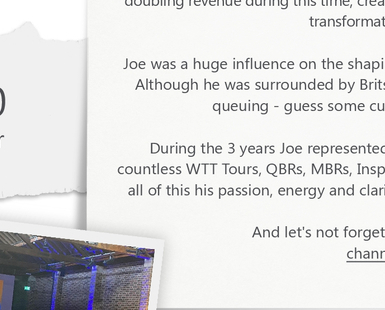 doubling revenue during this time,
transformat
Joe was a huge influence on the shapi
Although he was surrounded by Brits
queuing - guess some cu
During the 3 years Joe represented
countless WTT Tours, QBRs, MBRs, Insp
all of this his passion, energy and clari
And let's not forget
chann